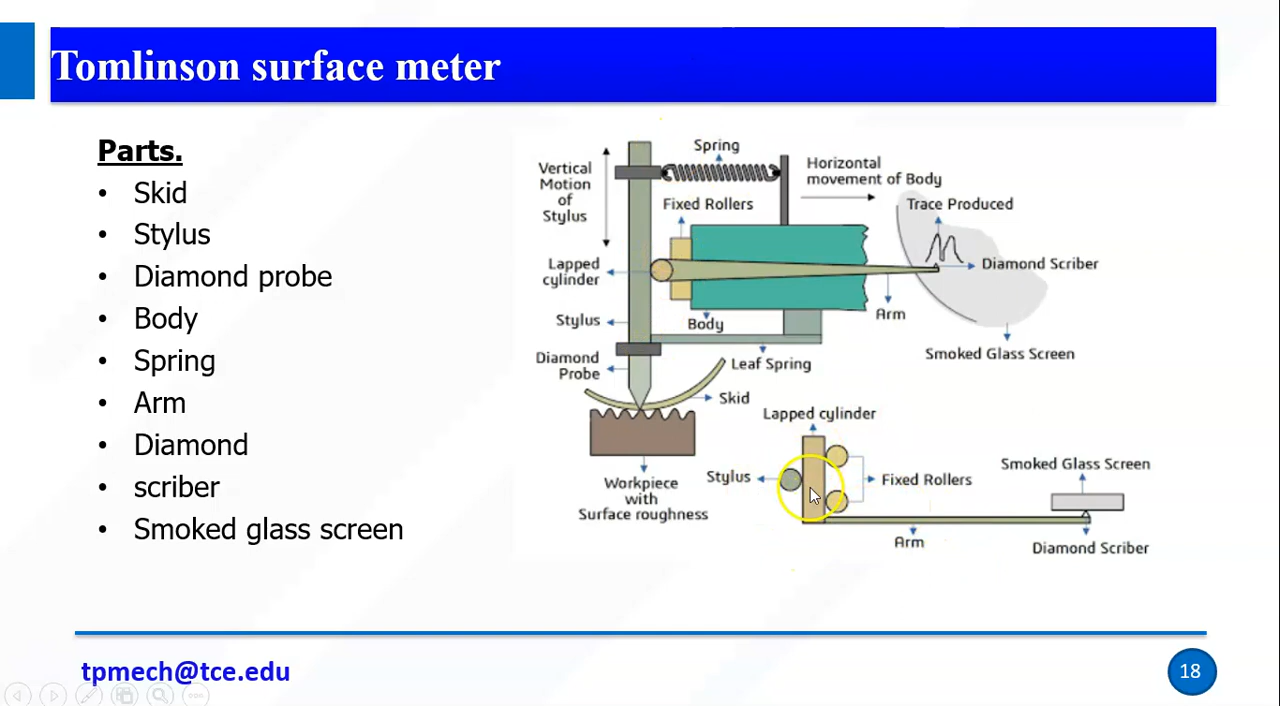 Tomlinson surface meter
Parts.
• Skid
• Stylus
• Diamond probe
• Body
• Spring
• Arm
• Diamond
• scriber
• Smoked glass screen
Spring
Vertical
Motion
of
Stylus
Horizontal
movement of Body
Fixed Rollers
Trace Produced
Lapped
cylinder
Diamond Scriber
Stylus
Body
Arm
Diamond
Probe
Leaf Spring
Smoked Glass Screen
Skid
Workpiece
with
Surface roughness
Lapped cylinder
Stylus
Fixed Rollers
Smoked Glass Screen
Arm
Diamond Scriber
tpmech@tce.edu
18